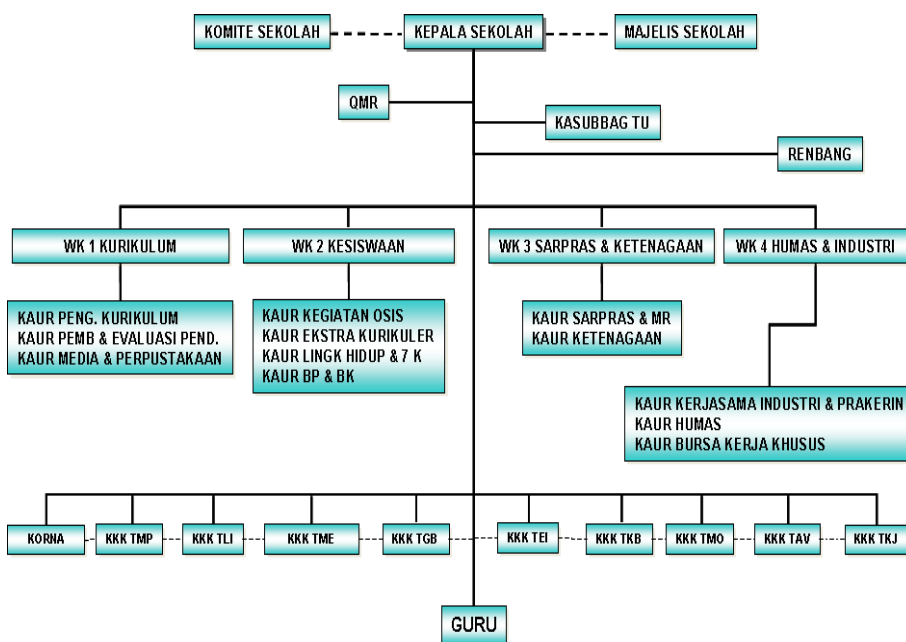 KOMITE SEKOLAH
KEPALA SEKOLAH
MAJELIS SEKOLAH
QMR
KASUBBAG TU
RENBANG
WK 1 KURIKULUM
WK 2 KESISWAAN
WK 3 SARPRAS & KETENAGAAN
WK 4 HUMAS & INDUSTRI
KAUR PENG. KURIKULUM
KAUR PEMB & EVALUASI PEND.
KAUR MEDIA & PERPUSTAKAAN
KAUR KEGIATAN OSIS
KAUR EKSTRA KURIKULER
KAUR LINGK HIDUP & 7 K
KAUR BP & BK
KAUR SARPRAS & MR
KAUR KETENAGAAN
KAUR KERJASAMA INDUSTRI & PRAKERIN
KAUR HUMAS
KAUR BURSA KERJA KHUSUS
KORNA
KKK TMP
KKK TLI
KKK TME
KKK TGB
KKK TEI
KKK TKB
KKK TMO
KKK TAV
KKK TKJ
GURU